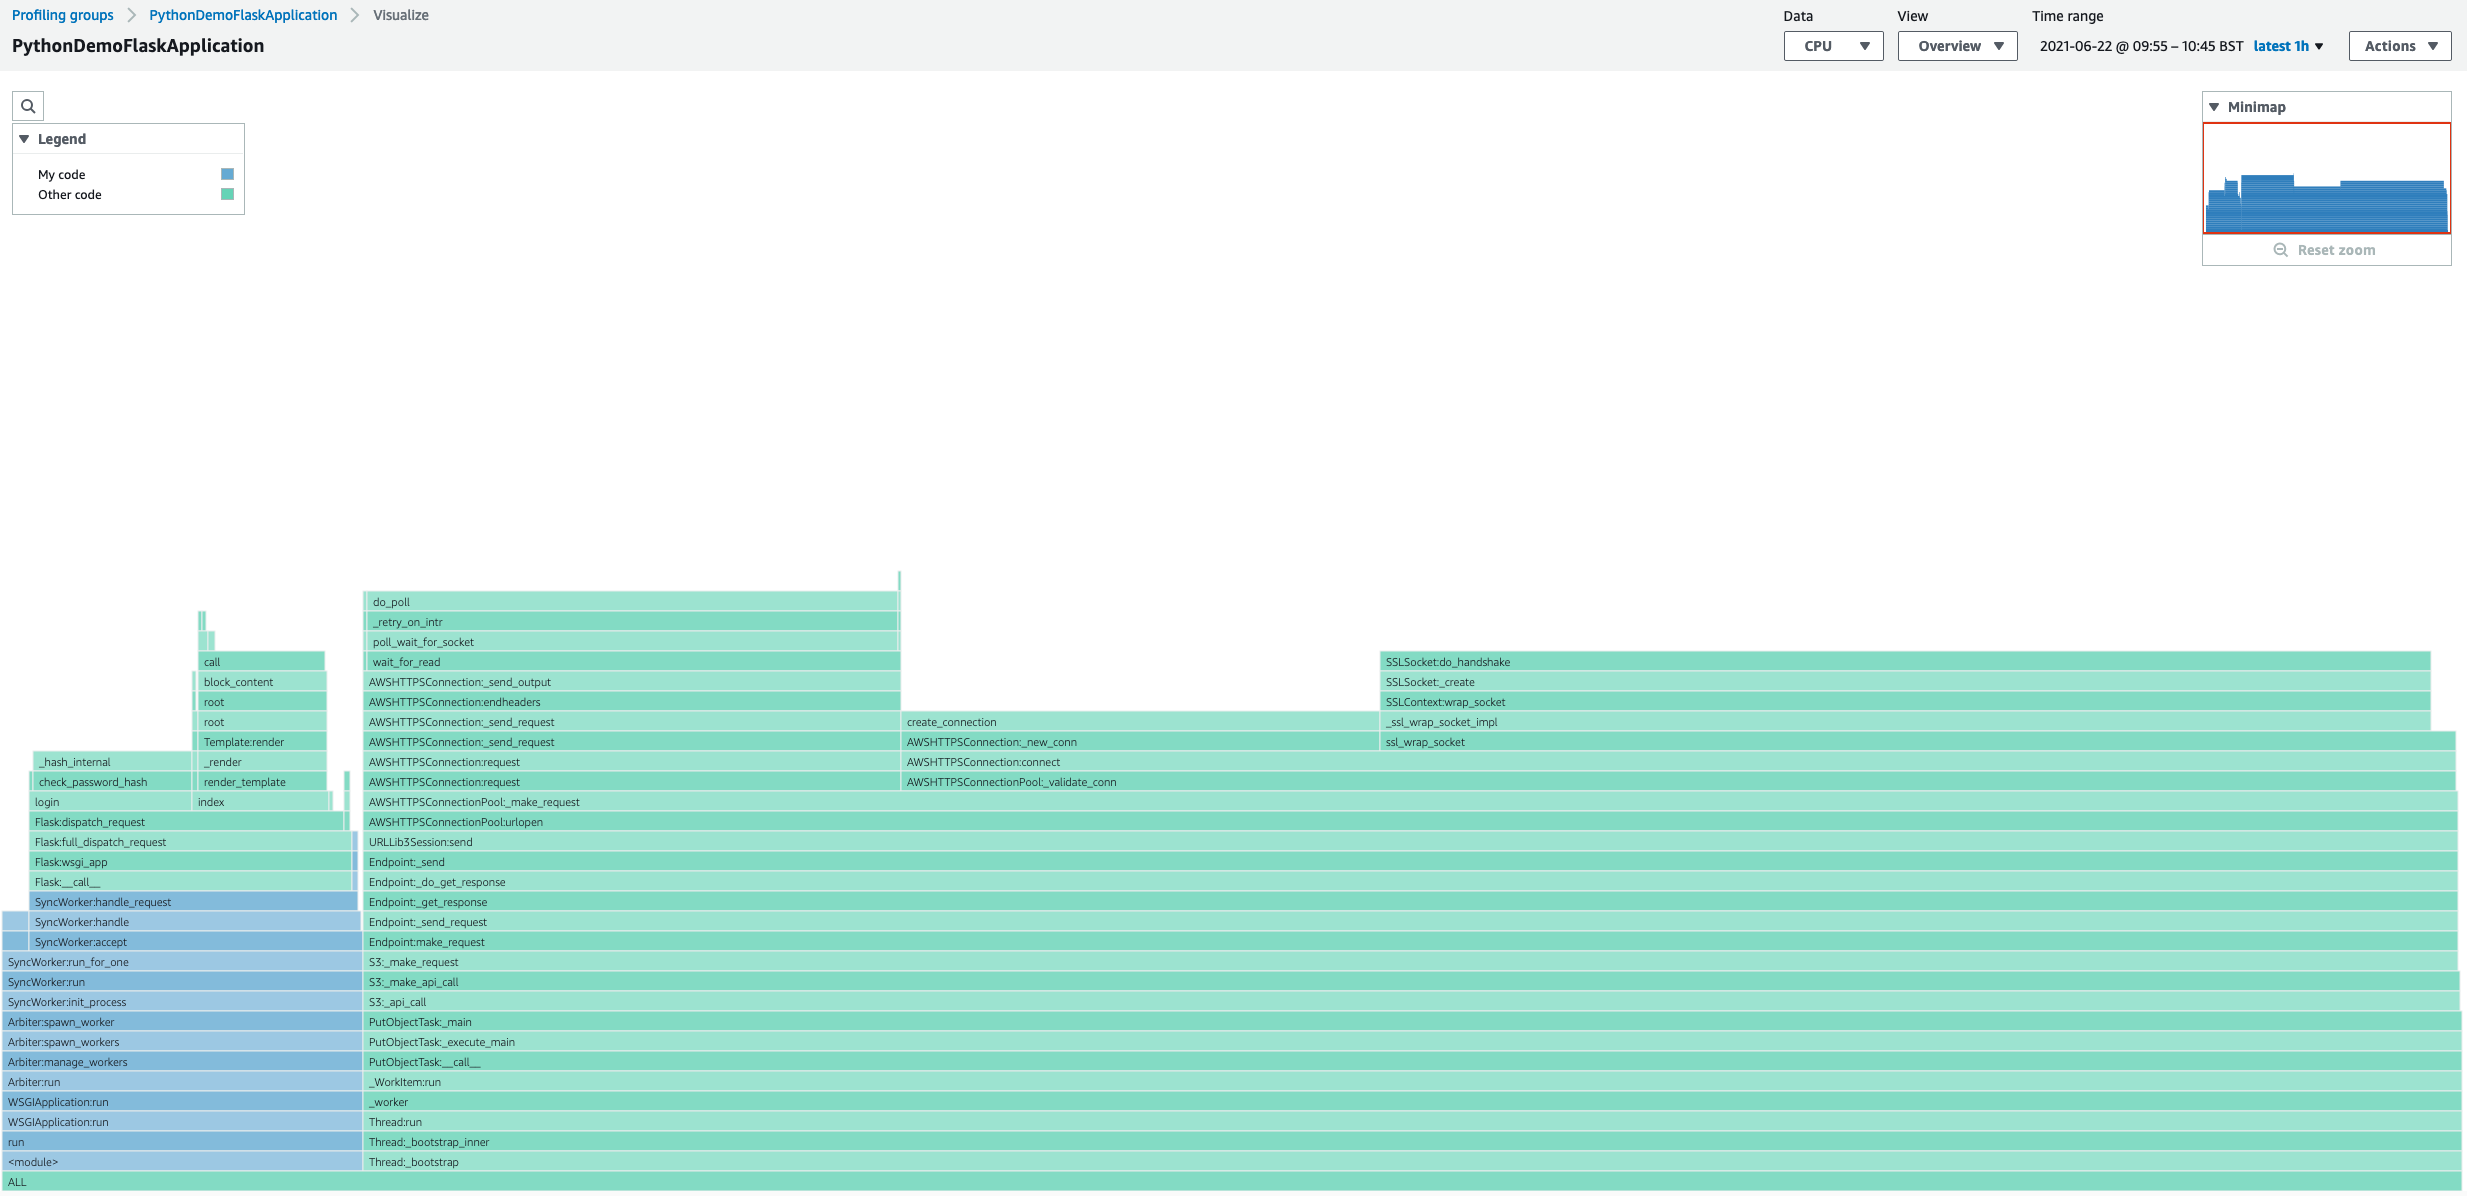 Profiling groups > PythonDemoFlaskApplication > Visualize
PythonDemoFlaskApplication
Data View Time range
CPU Overview 2021-06-22 @ 09:55 – 10:45 BST latest 1h Actions
Legend
My code
Other code
Minimap
Reset zoom
do_poll
_retry_on_intr
poll_wait_for_socket
call wait_for_read SSLSocket:do_handshake
block_content AWSHTTPSConnection:_send_output SSLSocket:_create
root AWSHTTPSConnection:endheaders SSLContext:wrap_socket
root AWSHTTPSConnection:_send_request create_connection _ssl_wrap_socket_impl
Template:render AWSHTTPSConnection:_send_request AWSHTTPSConnection:_new_conn ssl_wrap_socket
_hash_internal _render AWSHTTPSConnection:request AWSHTTPSConnection:connect
check_password_hash render_template AWSHTTPSConnection:request AWSHTTPSConnectionPool:_validate_conn
login index AWSHTTPSConnectionPool:_make_request
Flask:dispatch_request AWSHTTPSConnectionPool:urlopen
Flask:full_dispatch_request URLLib3Session:send
Flask:wsgi_app Endpoint:_send
Flask:__call__ Endpoint:_do_get_response
SyncWorker:handle_request Endpoint:_get_response
SyncWorker:handle Endpoint:_send_request
SyncWorker:accept Endpoint:make_request
SyncWorker:run_for_one S3:_make_request
SyncWorker:run S3:_make_api_call
SyncWorker:init_process S3:_api_call
Arbiter:spawn_worker PutObjectTask:_main
Arbiter:spawn_workers PutObjectTask:_execute_main
Arbiter:manage_workers PutObjectTask:__call__
Arbiter:run _WorkItem:run
WSGIApplication:run _worker
WSGIApplication:run Thread:run
run Thread:_bootstrap_inner
<module> Thread:_bootstrap
ALL